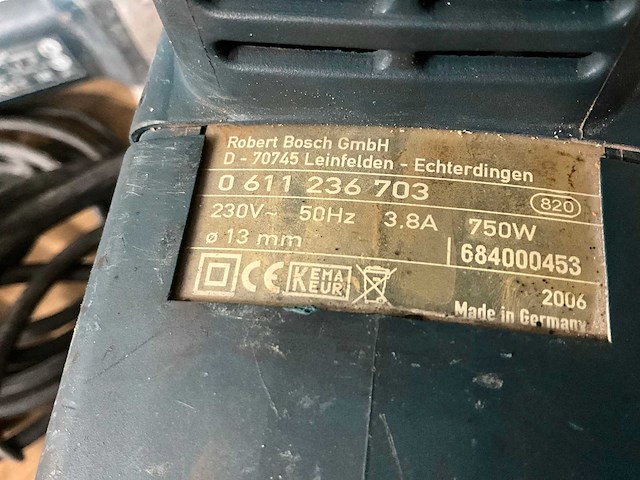 Robert Bosch GmbH
D - 70745 Leinfelden - Echterdingen
0 611 236 703
820
230V~ 50Hz 3.8A 750W
ø 13 mm
684000453
CE KEMA KEUR
2006
Made in Germany